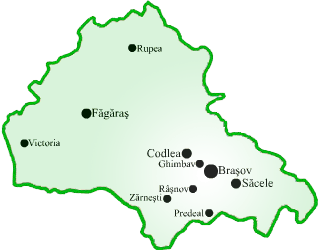 Rupea
Făgăraş
Victoria
Codlea
Ghimbav
Braşov
Săcele
Râşnov
Zărneşti
Predeal